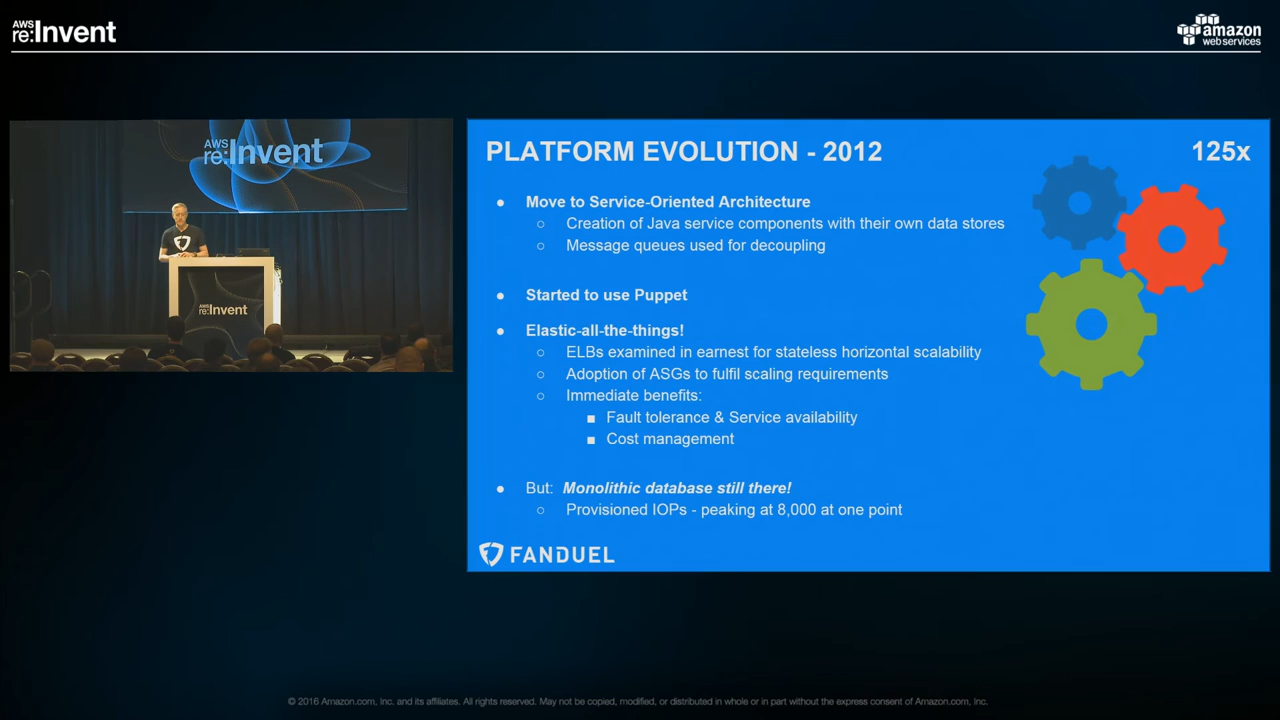 AWS
re:Invent
amazon
web services
AWS
re:Invent
AWS
re:Invent
PLATFORM EVOLUTION - 2012
125x
● Move to Service-Oriented Architecture
○ Creation of Java service components with their own data stores
○ Message queues used for decoupling
● Started to use Puppet
● Elastic-all-the-things!
○ ELBs examined in earnest for stateless horizontal scalability
○ Adoption of ASGs to fulfil scaling requirements
○ Immediate benefits:
■ Fault tolerance & Service availability
■ Cost management
● But: Monolithic database still there!
○ Provisioned IOPs - peaking at 8,000 at one point
FANDUEL
© 2016 Amazon.com, Inc. and its affiliates. All rights reserved. May not be copied, modified, or distributed in whole or in part without the express consent of Amazon.com, Inc.